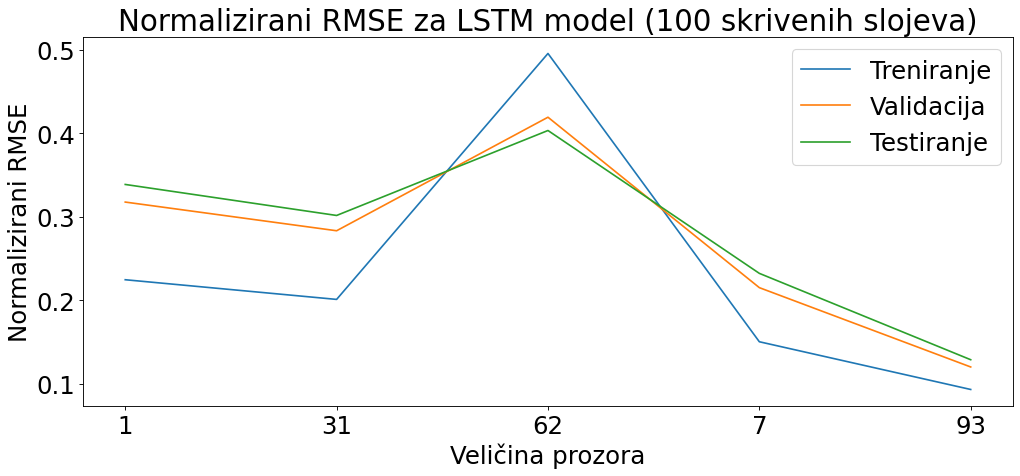 Normalizirani RMSE za LSTM model (100 skrivenih slojeva)
0.5
0.4
0.3
0.2
0.1
Normalizirani RMSE
Treniranje
Validacija
Testiranje
1 31 62 7 93
Veličina prozora